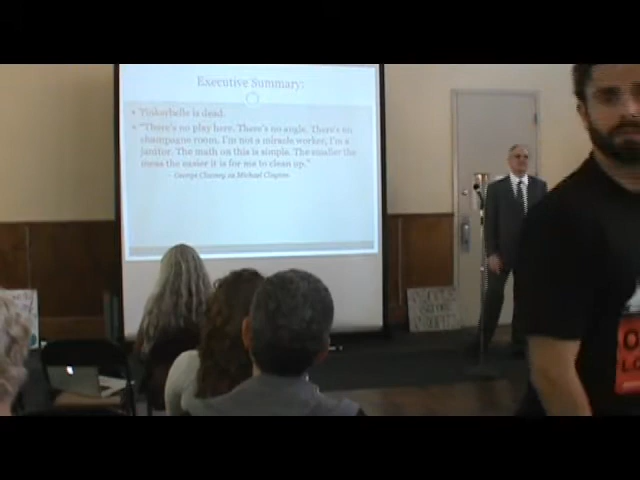 Executive Summary:
• Tinkerbelle is dead.
• "There's no play here. There's no angle. There's no
champagne room. I'm not a miracle worker, I'm a
janitor. The math on this is simple. The smaller the
mess the easier it is for me to clean up."
- George Clooney as Michael Clayton